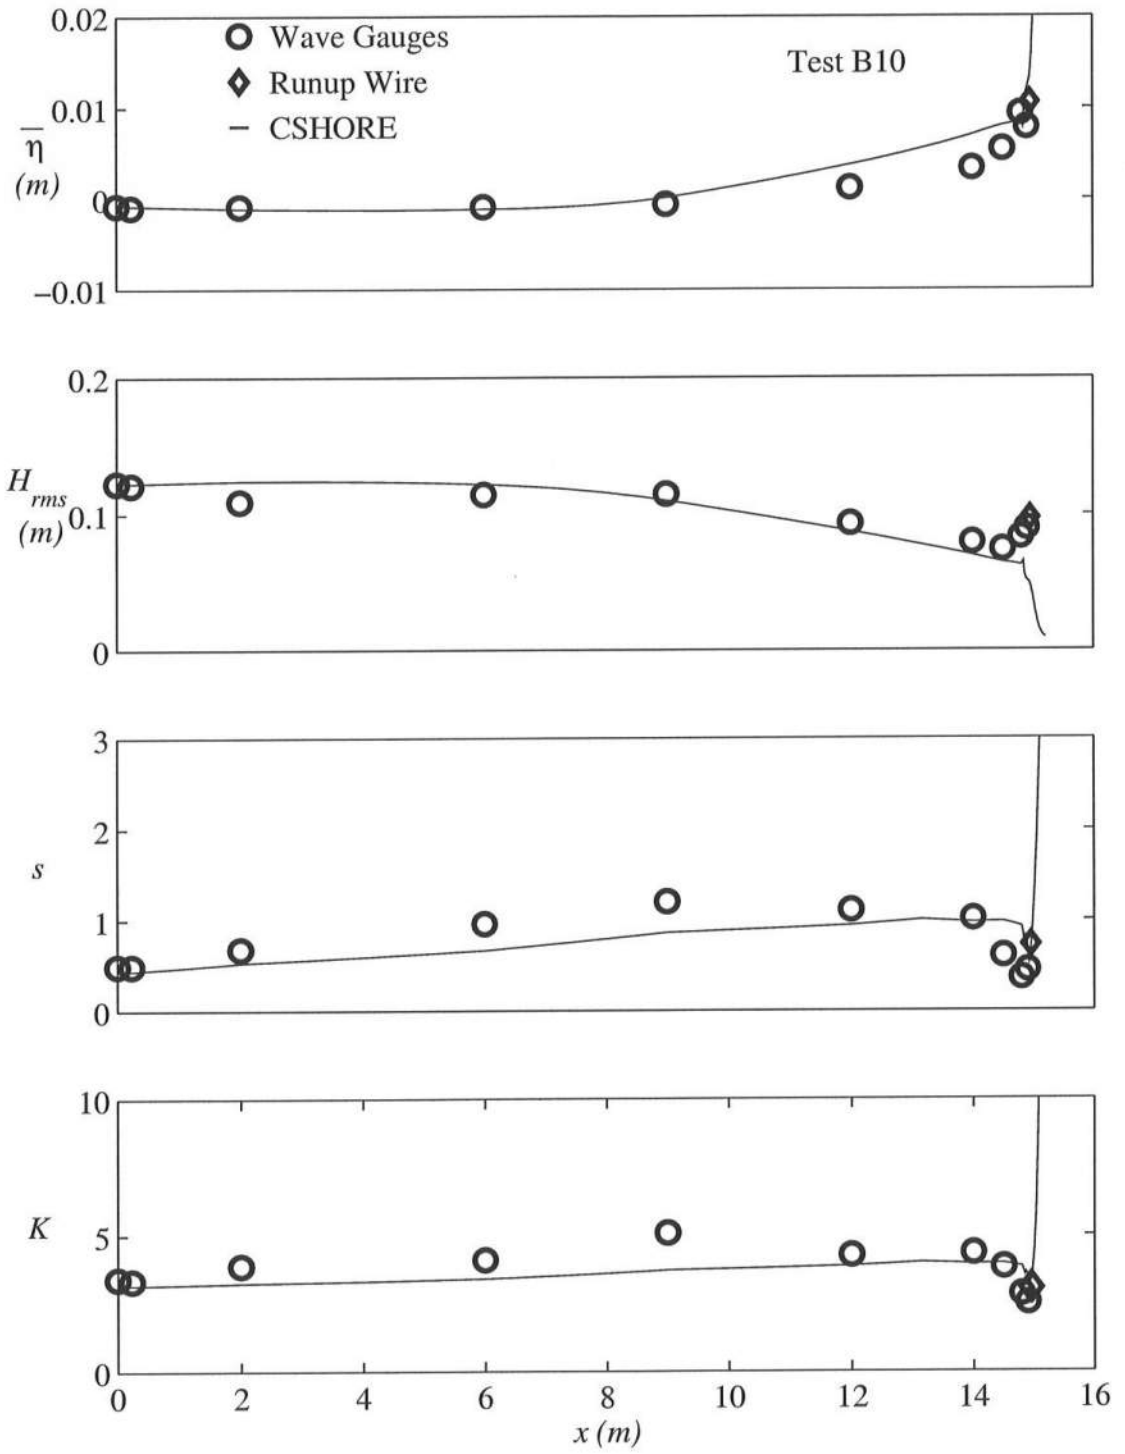 0.02
Wave Gauges
Test B10
Runup Wire
0.01
CSHORE
η̅
(m)
0
−0.01
0.2
H_rms
(m)
0.1
0
3
2
s
1
0
10
K
5
0
0 2 4 6 8 10 12 14 16
x (m)